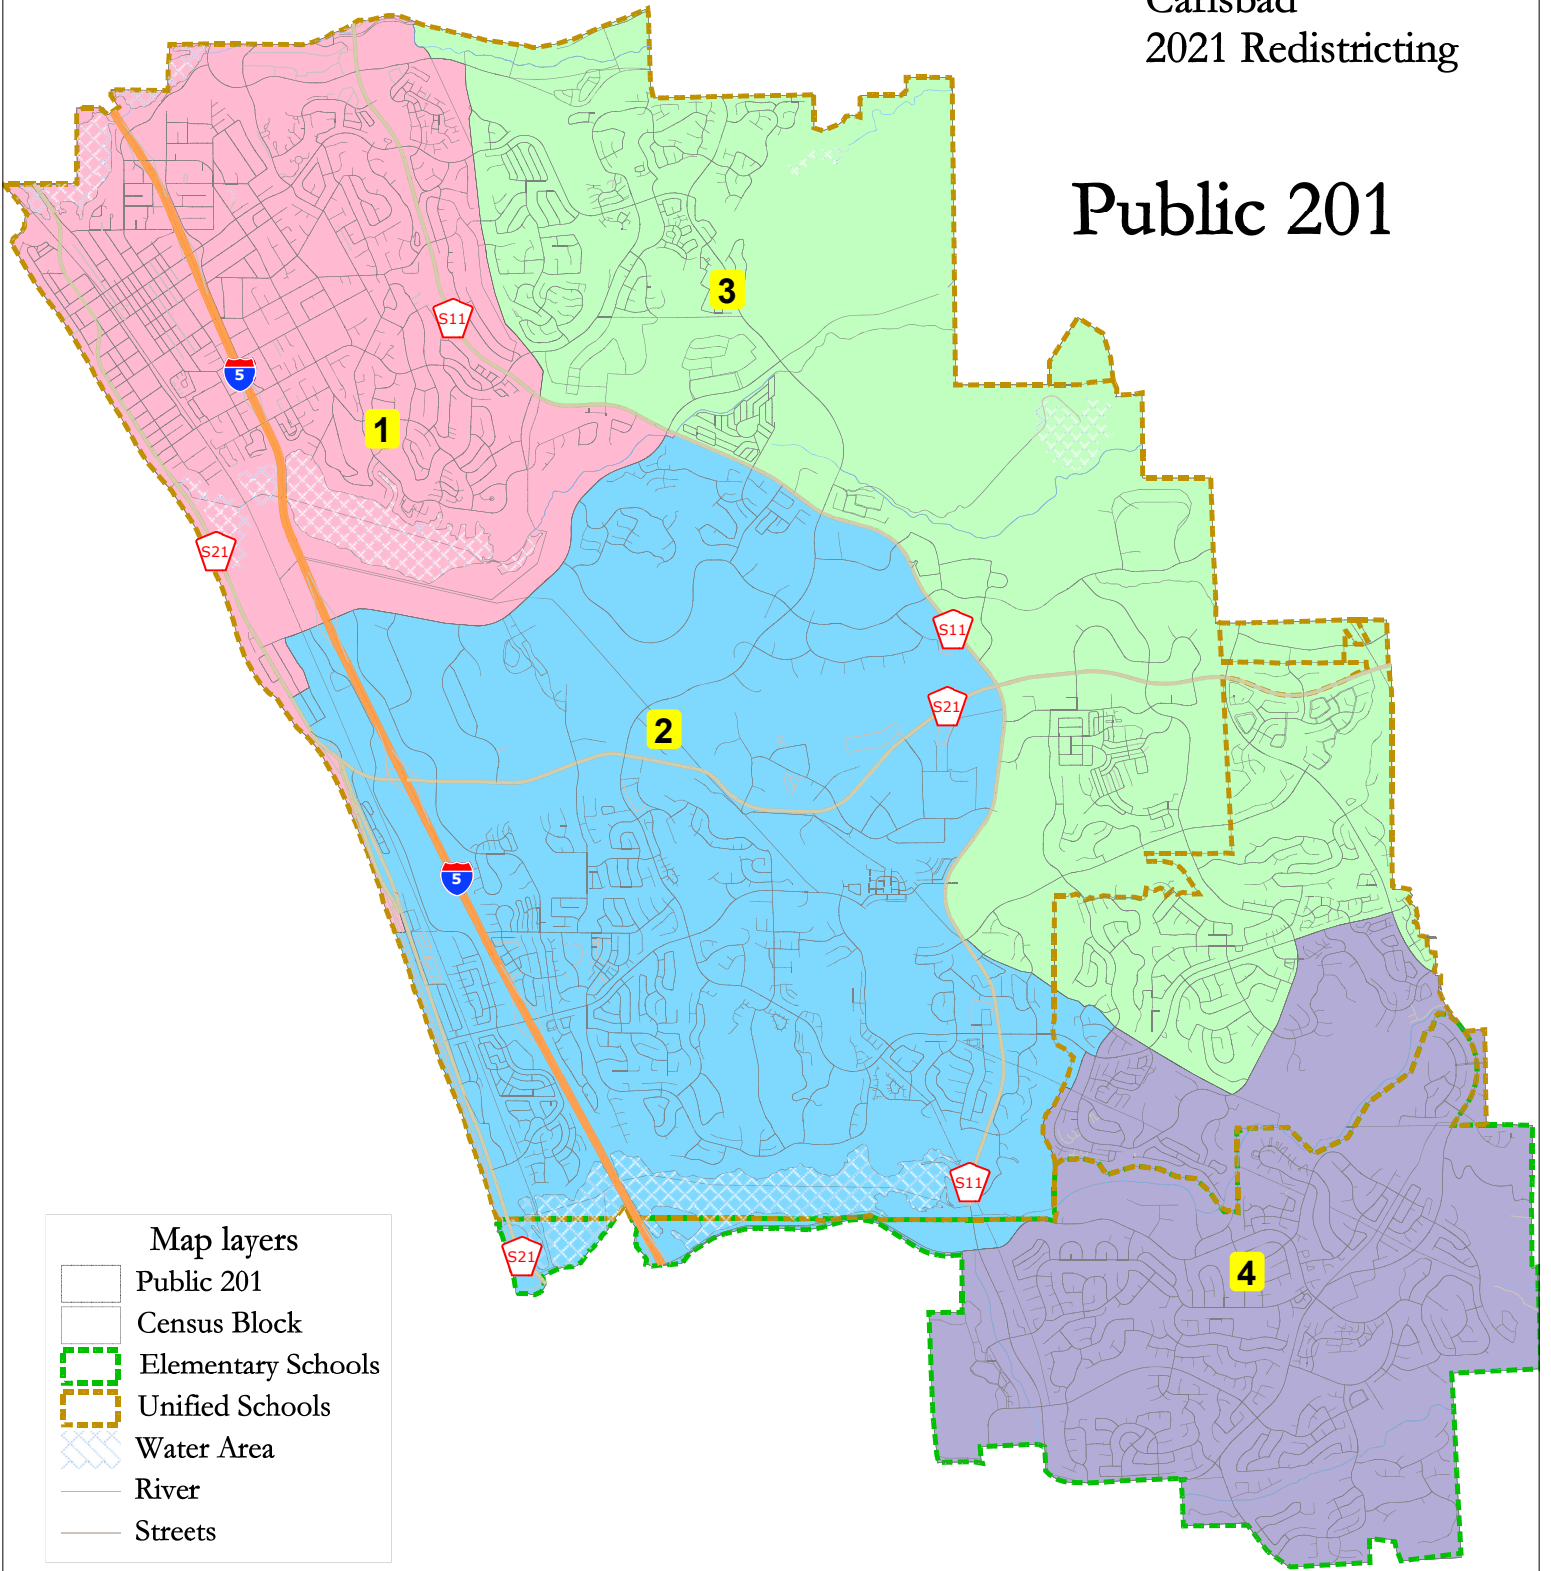 Carlsbad
2021 Redistricting
Public 201
3
S11
5
1
S21
S11
S21
2
5
S11
S21
4
Map layers
Public 201
Census Block
Elementary Schools
Unified Schools
Water Area
River
Streets